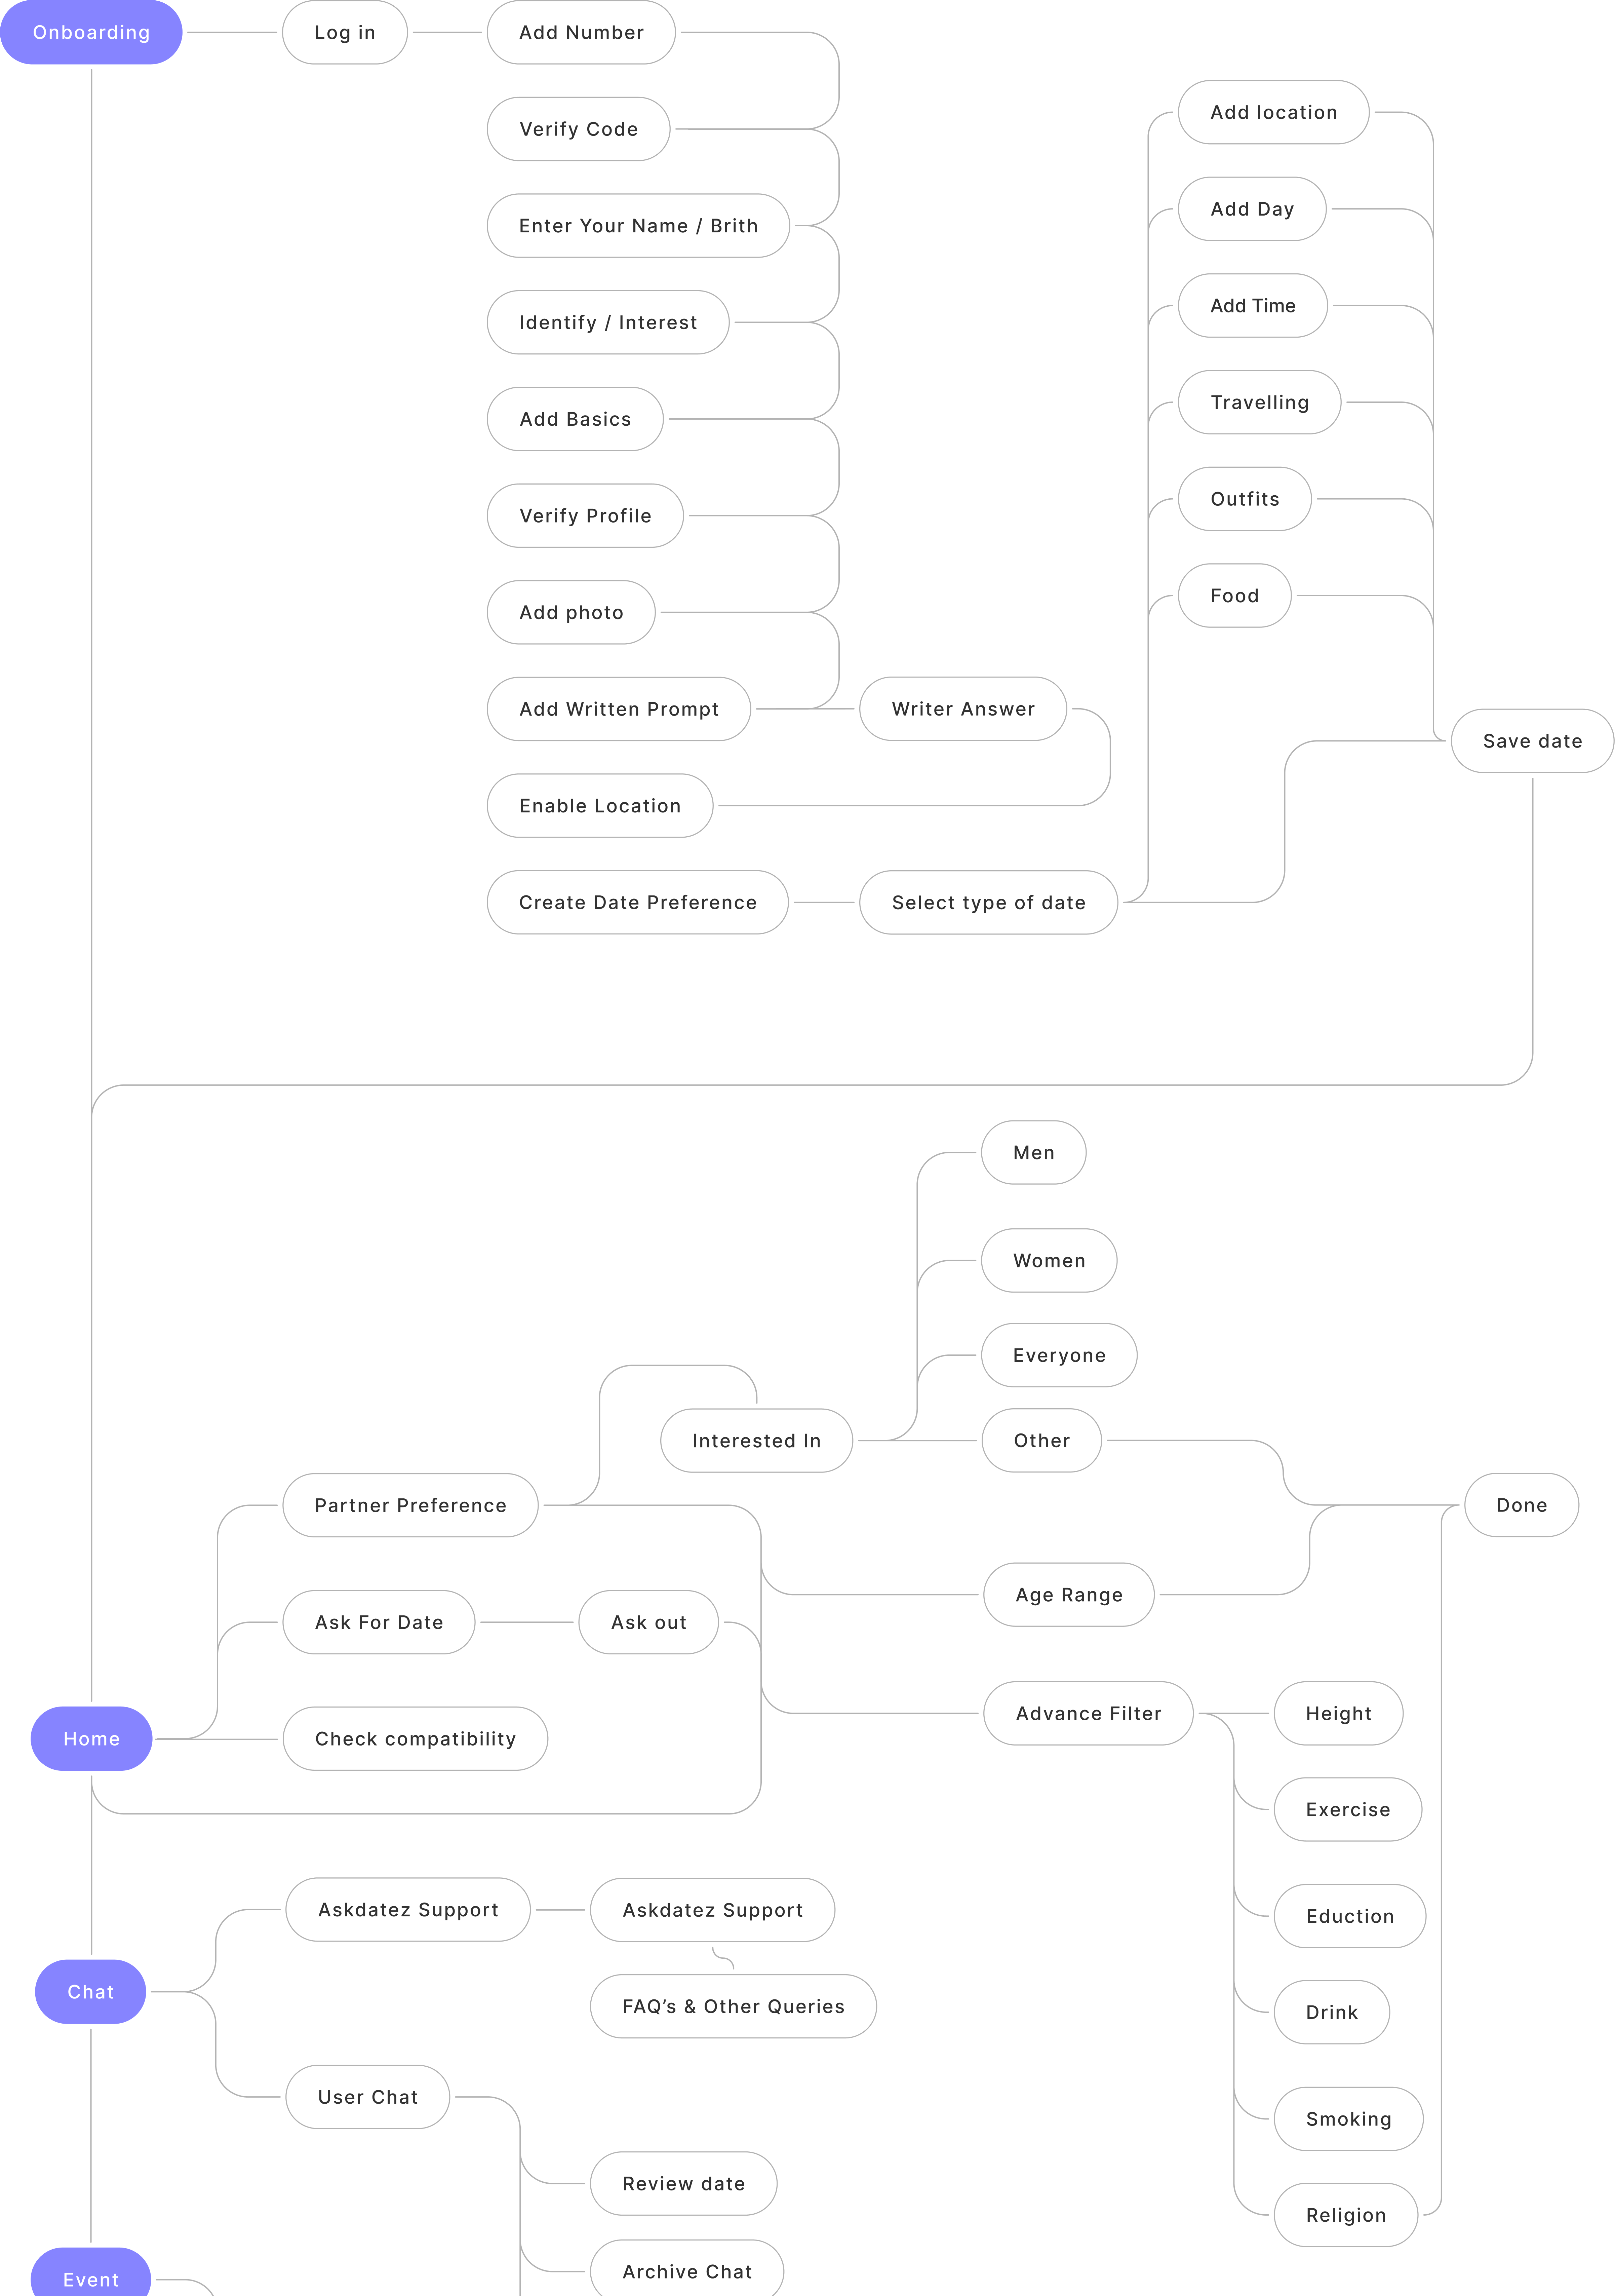 Onboarding
Log in
Add Number
Verify Code
Enter Your Name / Brith
Identify / Interest
Add Basics
Verify Profile
Add photo
Add Written Prompt
Writer Answer
Enable Location
Create Date Preference
Select type of date
Add location
Add Day
Add Time
Travelling
Outfits
Food
Save date
Men
Women
Everyone
Interested In
Other
Partner Preference
Done
Age Range
Ask For Date
Ask out
Advance Filter
Height
Home
Check compatibility
Exercise
Askdatez Support
Askdatez Support
Eduction
Chat
FAQ’s & Other Queries
Drink
User Chat
Smoking
Review date
Religion
Archive Chat
Event